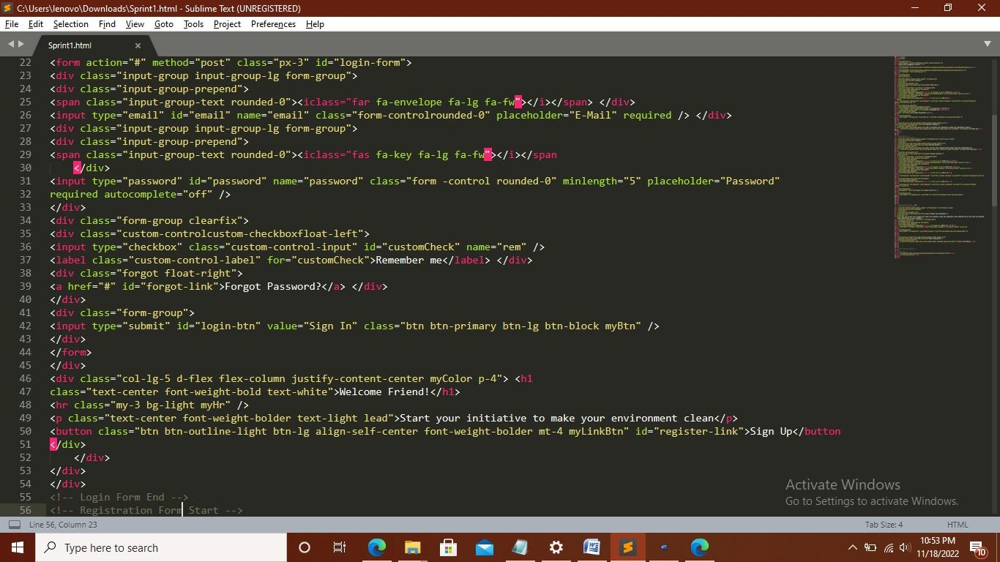 C:\Users\lenovo\Downloads\Sprint1.html - Sublime Text (UNREGISTERED)
File Edit Selection Find View Goto Tools Project Preferences Help
Sprint1.html
22 <form action="#" method="post" class="px-3" id="login-form">
23 <div class="input-group input-group-lg form-group">
24 <div class="input-group-prepend">
25 <span class="input-group-text rounded-0"><iclass="far fa-envelope fa-lg fa-fw"></i></span> </div>
26 <input type="email" id="email" name="email" class="form-controlrounded-0" placeholder="E-Mail" required /> </div>
27 <div class="input-group input-group-lg form-group">
28 <div class="input-group-prepend">
29 <span class="input-group-text rounded-0"><iclass="fas fa-key fa-lg fa-fw"></i></span
30 </div>
31 <input type="password" id="password" name="password" class="form -control rounded-0" minlength="5" placeholder="Password"
32 required autocomplete="off" />
33 </div>
34 <div class="form-group clearfix">
35 <div class="custom-controlcustom-checkboxfloat-left">
36 <input type="checkbox" class="custom-control-input" id="customCheck" name="rem" />
37 <label class="custom-control-label" for="customCheck">Remember me</label> </div>
38 <div class="forgot float-right">
39 <a href="#" id="forgot-link">Forgot Password?</a> </div>
40 </div>
41 <div class="form-group">
42 <input type="submit" id="login-btn" value="Sign In" class="btn btn-primary btn-lg btn-block myBtn" />
43 </div>
44 </form>
45 </div>
46 <div class="col-lg-5 d-flex flex-column justify-content-center myColor p-4"> <h1
47 class="text-center font-weight-bold text-white">Welcome Friend!</h1>
48 <hr class="my-3 bg-light myHr" />
49 <p class="text-center font-weight-bolder text-light lead">Start your initiative to make your environment clean</p>
50 <button class="btn btn-outline-light btn-lg align-self-center font-weight-bolder mt-4 myLinkBtn" id="register-link">Sign Up</button
51 </div>
52 </div>
53 </div>
54 </div>
55 <!-- Login Form End -->
56 <!-- Registration Form Start -->
Activate Windows
Go to Settings to activate Windows.
Line 56, Column 23 Tab Size: 4 HTML
Type here to search
10:53 PM
11/18/2022
10